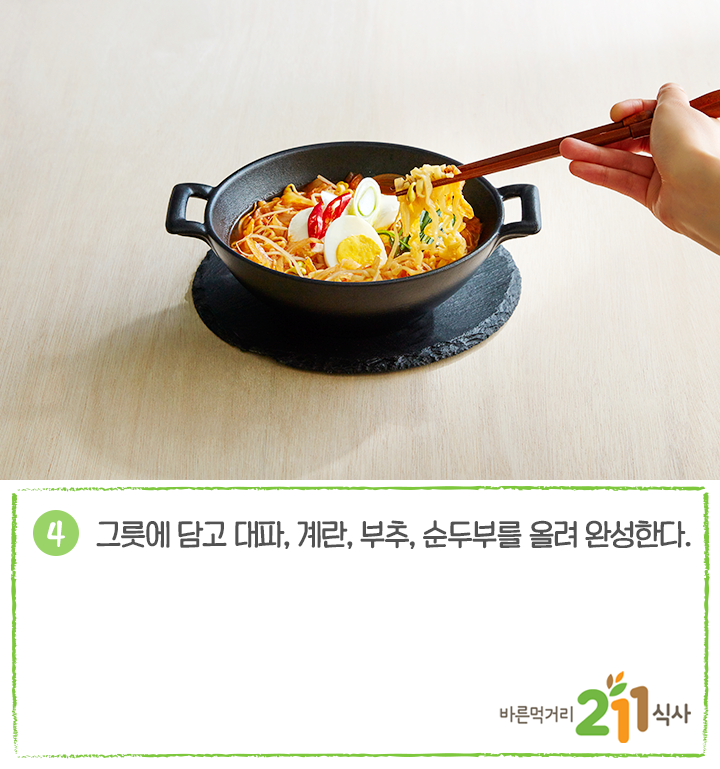 4 그릇에 담고 대파, 계란, 부추, 순두부를 올려 완성한다.
바른먹거리 211 식사